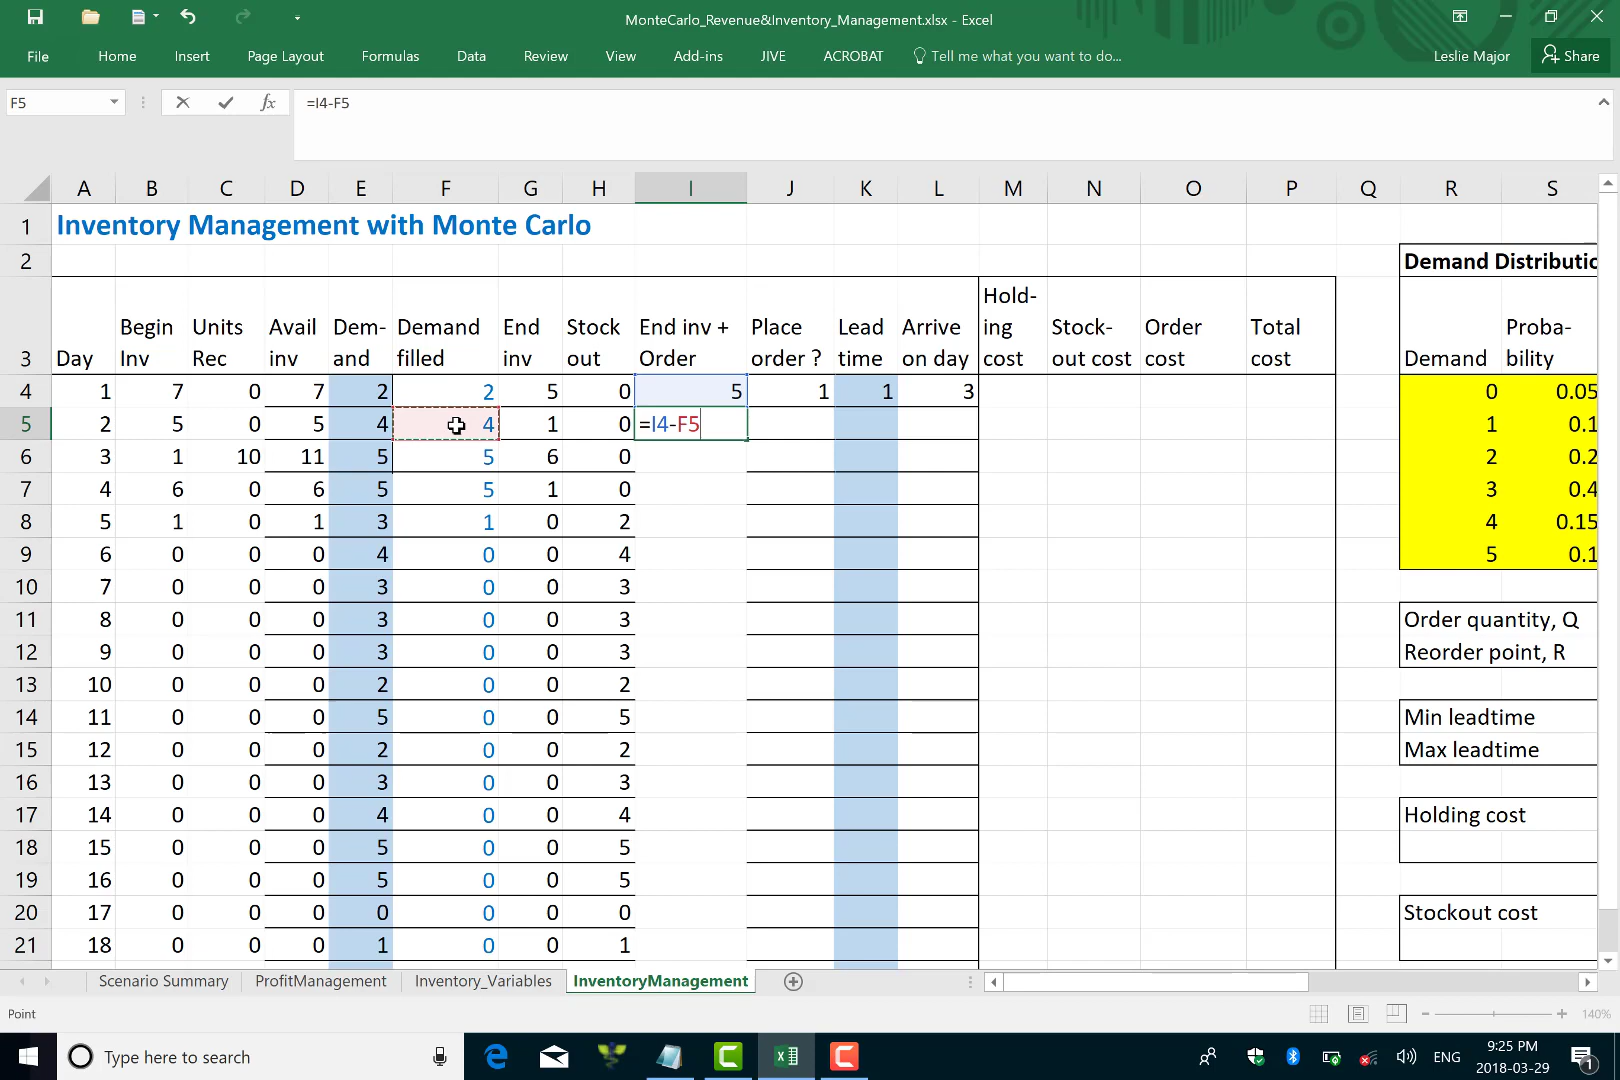 MonteCarlo_Revenue&Inventory_Management.xlsx - Excel
File Home Insert Page Layout Formulas Data Review View Add-ins JIVE ACROBAT Tell me what you want to do... Leslie Major Share
F5 fx =I4-F5
A B C D E F G H I J K L M N O P Q R S
1 Inventory Management with Monte Carlo
2 Demand Distributio
Hold-
Begin Units Avail Dem- Demand End Stock End inv + Place Lead Arrive ing Stock- Order Total Proba-
3 Day Inv Rec inv and filled inv out Order order ? time on day cost out cost cost cost Demand bility
4 1 7 0 7 2 2 5 0 5 1 1 3 0 0.05
5 2 5 0 5 4 4 1 0 =I4-F5 1 0.1
6 3 1 10 11 5 5 6 0 2 0.2
7 4 6 0 6 5 5 1 0 3 0.4
8 5 1 0 1 3 1 0 2 4 0.15
9 6 0 0 0 4 0 0 4 5 0.1
10 7 0 0 0 3 0 0 3
11 8 0 0 0 3 0 0 3 Order quantity, Q
12 9 0 0 0 3 0 0 3 Reorder point, R
13 10 0 0 0 2 0 0 2
14 11 0 0 0 5 0 0 5 Min leadtime
15 12 0 0 0 2 0 0 2 Max leadtime
16 13 0 0 0 3 0 0 3
17 14 0 0 0 4 0 0 4 Holding cost
18 15 0 0 0 5 0 0 5
19 16 0 0 0 5 0 0 5
20 17 0 0 0 0 0 0 0 Stockout cost
21 18 0 0 0 1 0 0 1
Scenario Summary ProfitManagement Inventory_Variables InventoryManagement
Point 140%
Type here to search ENG 9:25 PM
2018-03-29 1